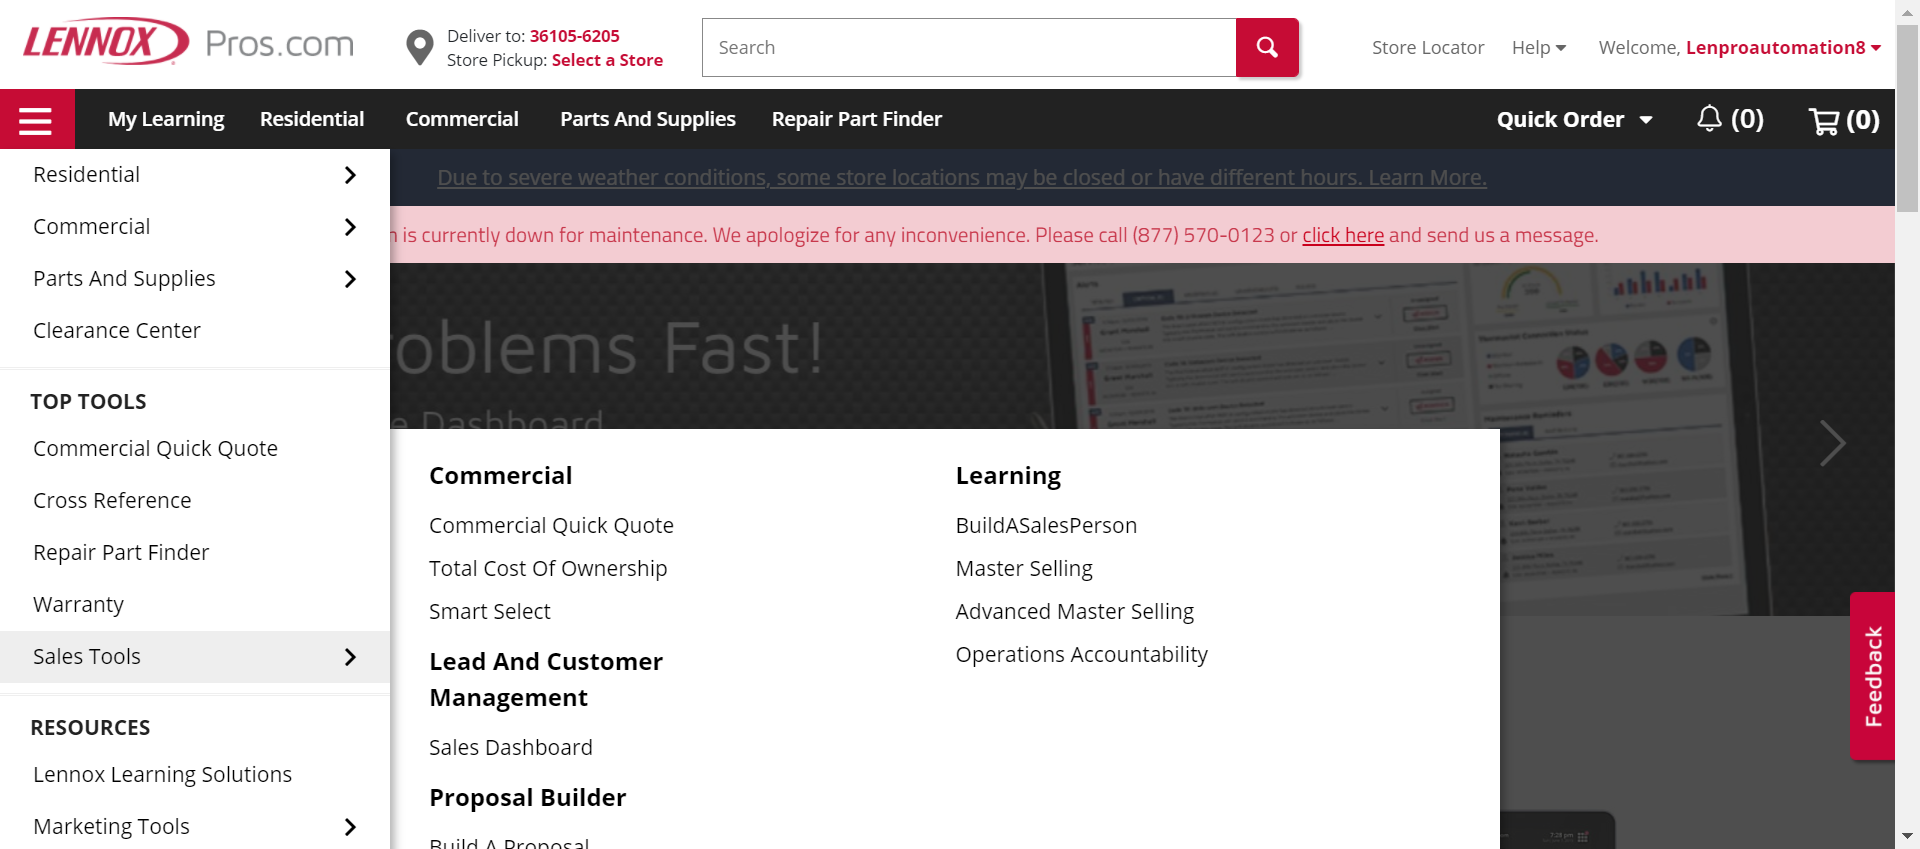 LENNOX Pros.com
Deliver to: 36105-6205
Store Pickup: Select a Store
Search
Store Locator
Help
Welcome, Lenproautomation8
My Learning
Residential
Commercial
Parts And Supplies
Repair Part Finder
Quick Order
(0)
(0)
Due to severe weather conditions, some store locations may be closed or have different hours. Learn More.
is currently down for maintenance. We apologize for any inconvenience. Please call (877) 570-0123 or click here and send us a message.
Residential
Commercial
Parts And Supplies
Clearance Center
TOP TOOLS
Commercial Quick Quote
Cross Reference
Repair Part Finder
Warranty
Sales Tools
RESOURCES
Lennox Learning Solutions
Marketing Tools
oblems Fast!
Dashboard
Commercial
Commercial Quick Quote
Total Cost Of Ownership
Smart Select
Lead And Customer
Management
Sales Dashboard
Proposal Builder
Build A Proposal
Learning
BuildASalesPerson
Master Selling
Advanced Master Selling
Operations Accountability
Feedback